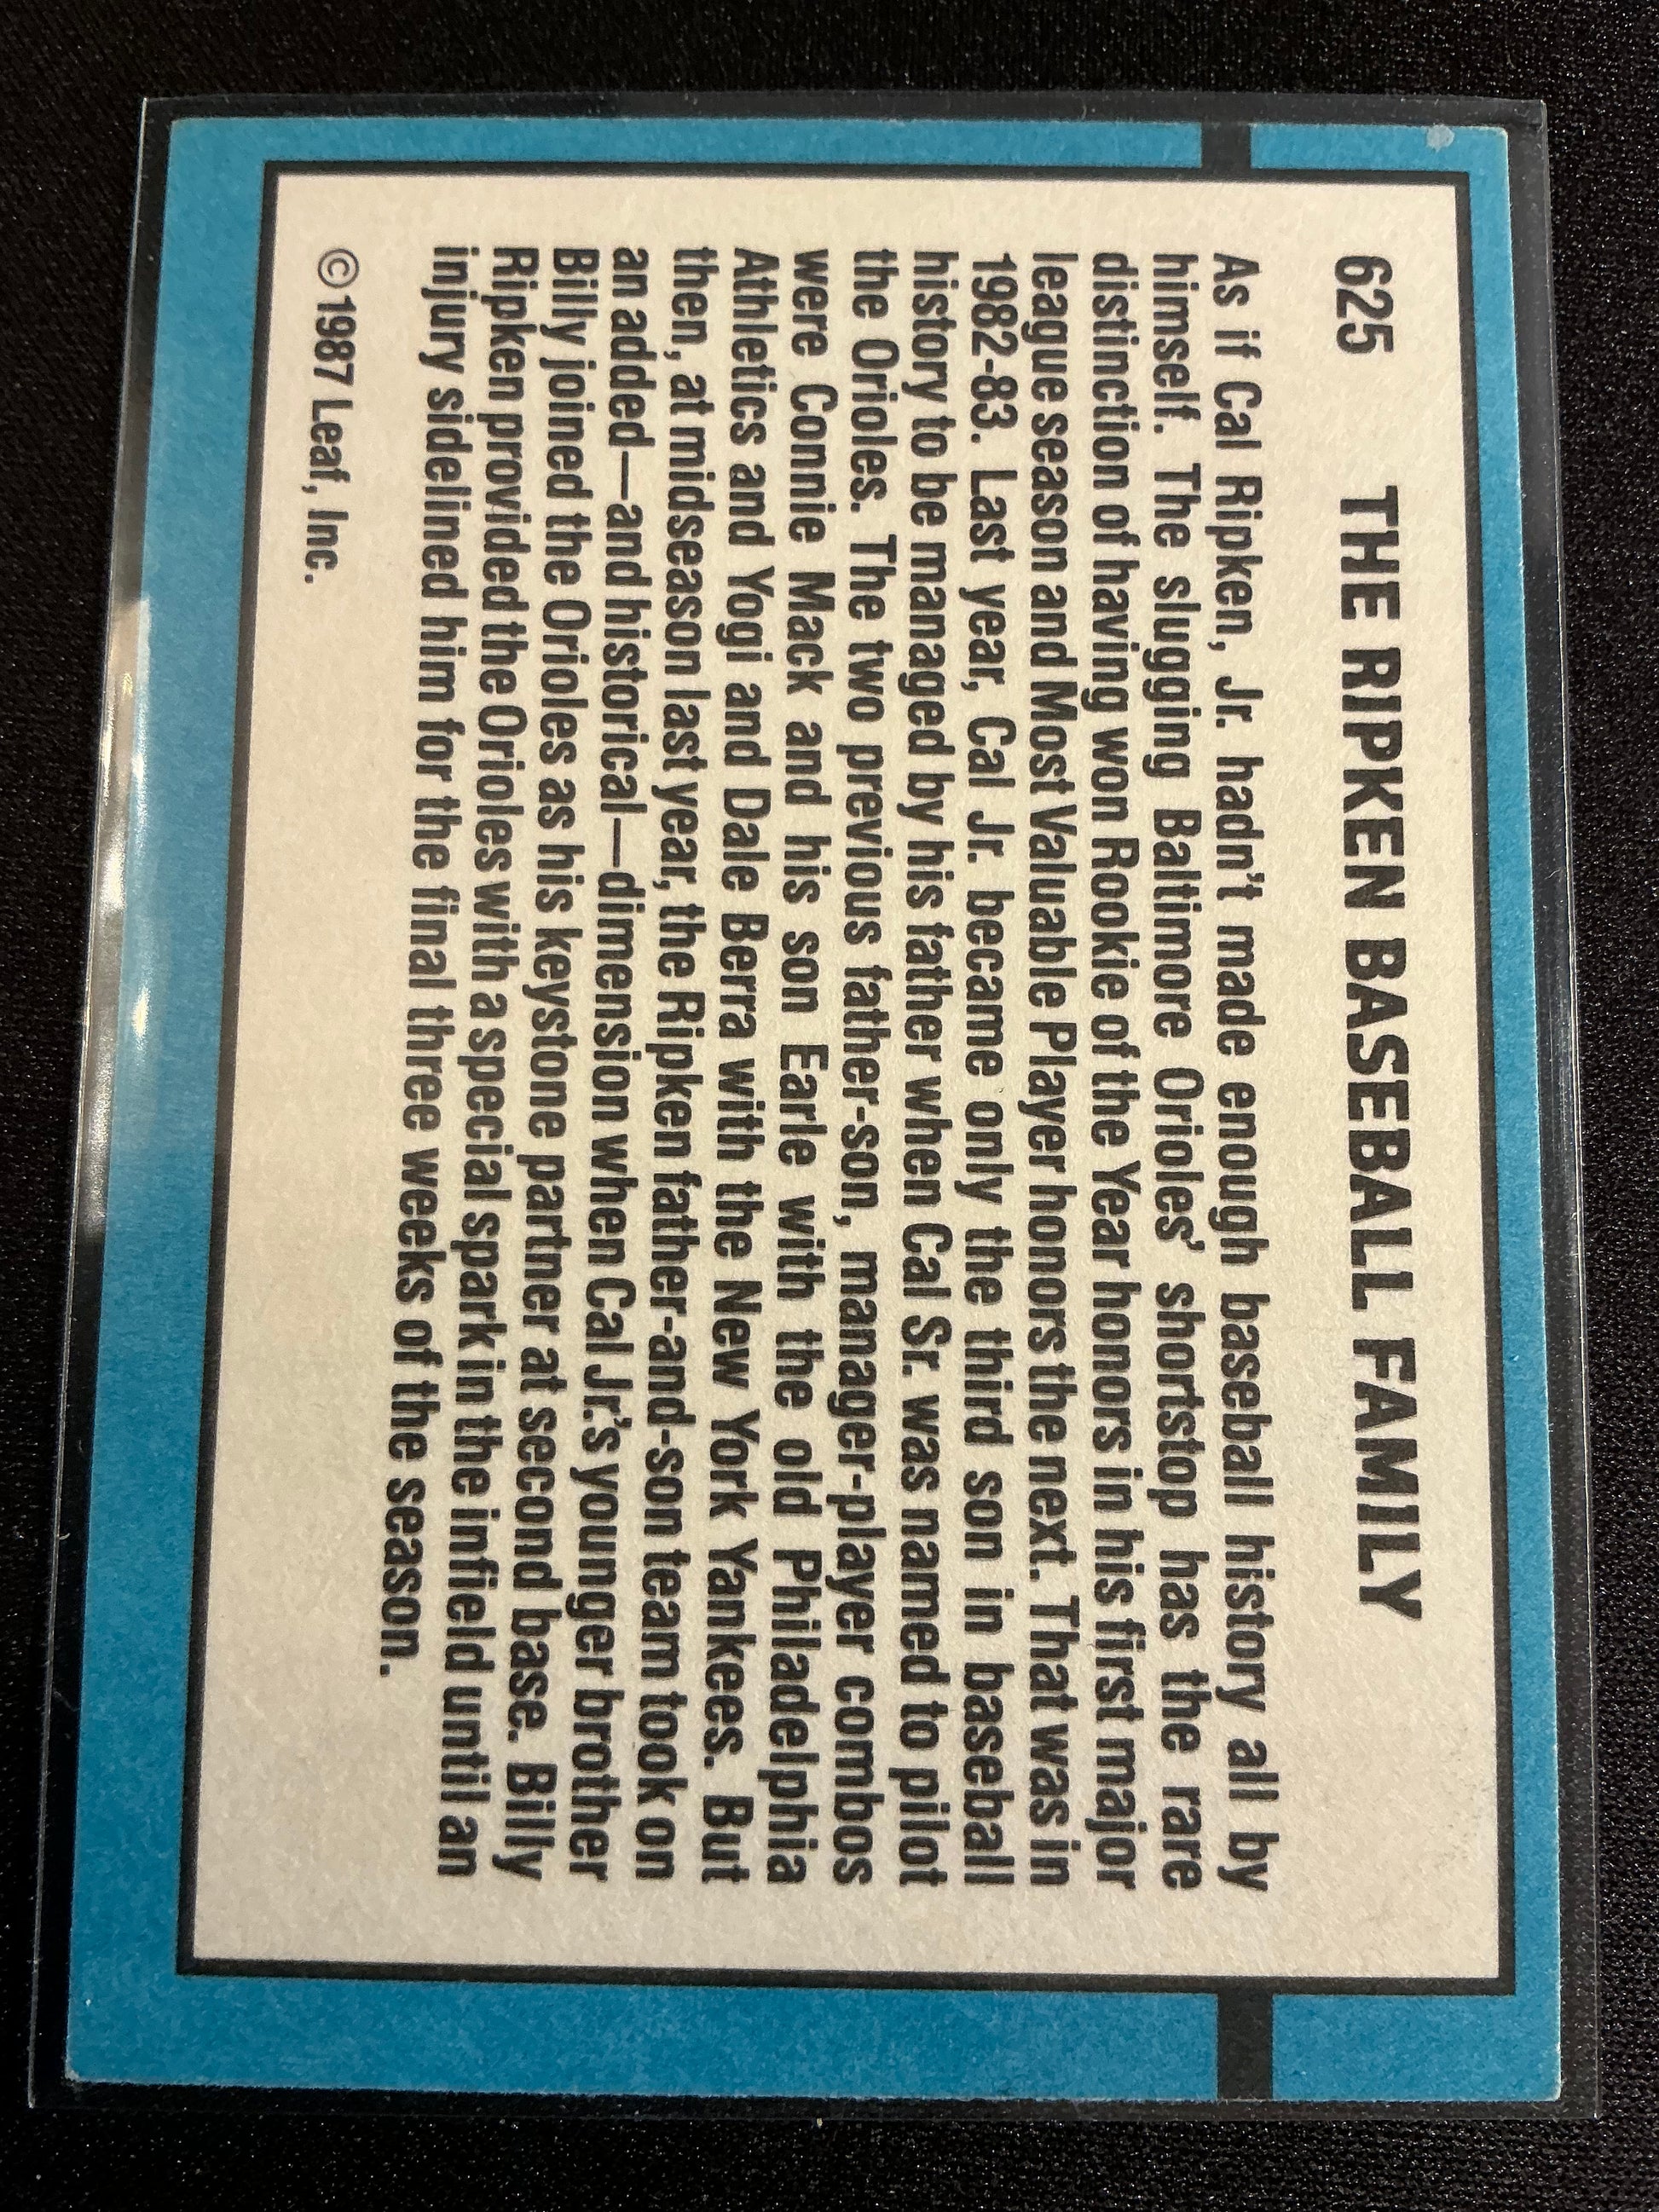 625 THE RIPKEN BASEBALL FAMILY
As if Cal Ripken, Jr. hadn't made enough baseball history all by
himself. The slugging Baltimore Orioles' shortstop has the rare
distinction of having won Rookie of the Year honors in his first major
league season and Most Valuable Player honors the next. That was in
1982-83. Last year, Cal Jr. became only the third son in baseball
history to be managed by his father when Cal Sr. was named to pilot
the Orioles. The two previous father-son, manager-player combos
were Connie Mack and his son Earle with the old Philadelphia
Athletics and Yogi and Dale Berra with the New York Yankees. But
then, at midseason last year, the Ripken father-and-son team took on
an added—and historical—dimension when Cal Jr.'s younger brother
Billy joined the Orioles as his keystone partner at second base. Billy
Ripken provided the Orioles with a special spark in the infield until an
injury sidelined him for the final three weeks of the season.
©1987 Leaf, Inc.